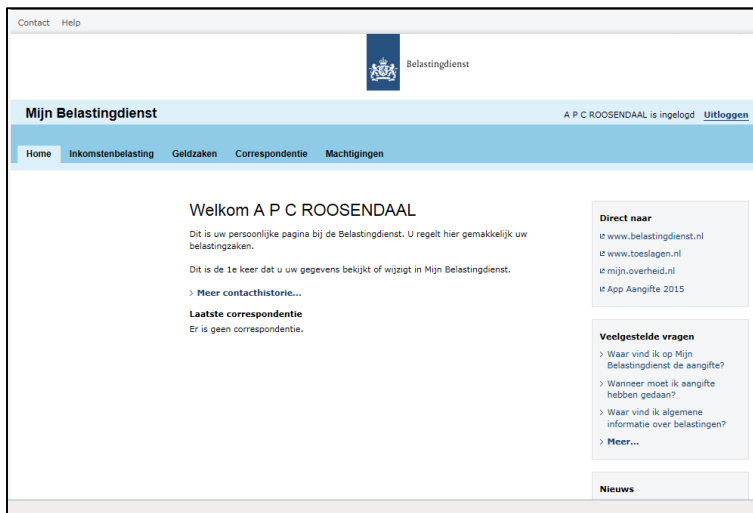 Contact Help
Belastingdienst
Mijn Belastingdienst
A P C ROOSENDAAL is ingelogd Uitloggen
Home Inkomstenbelasting Geldzaken Correspondentie Machtigingen
Welkom A P C ROOSENDAAL
Dit is uw persoonlijke pagina bij de Belastingdienst. U regelt hier gemakkelijk uw
belastingzaken.
Dit is de 1e keer dat u uw gegevens bekijkt of wijzigt in Mijn Belastingdienst.
> Meer contacthistorie...
Laatste correspondentie
Er is geen correspondentie.
Direct naar
www.belastingdienst.nl
www.toeslagen.nl
mijn.overheid.nl
App Aangifte 2015
Veelgestelde vragen
> Waar vind ik op Mijn
Belastingdienst de aangifte?
> Wanneer moet ik aangifte
hebben gedaan?
> Waar vind ik algemene
informatie over belastingen?
> Meer...
Nieuws